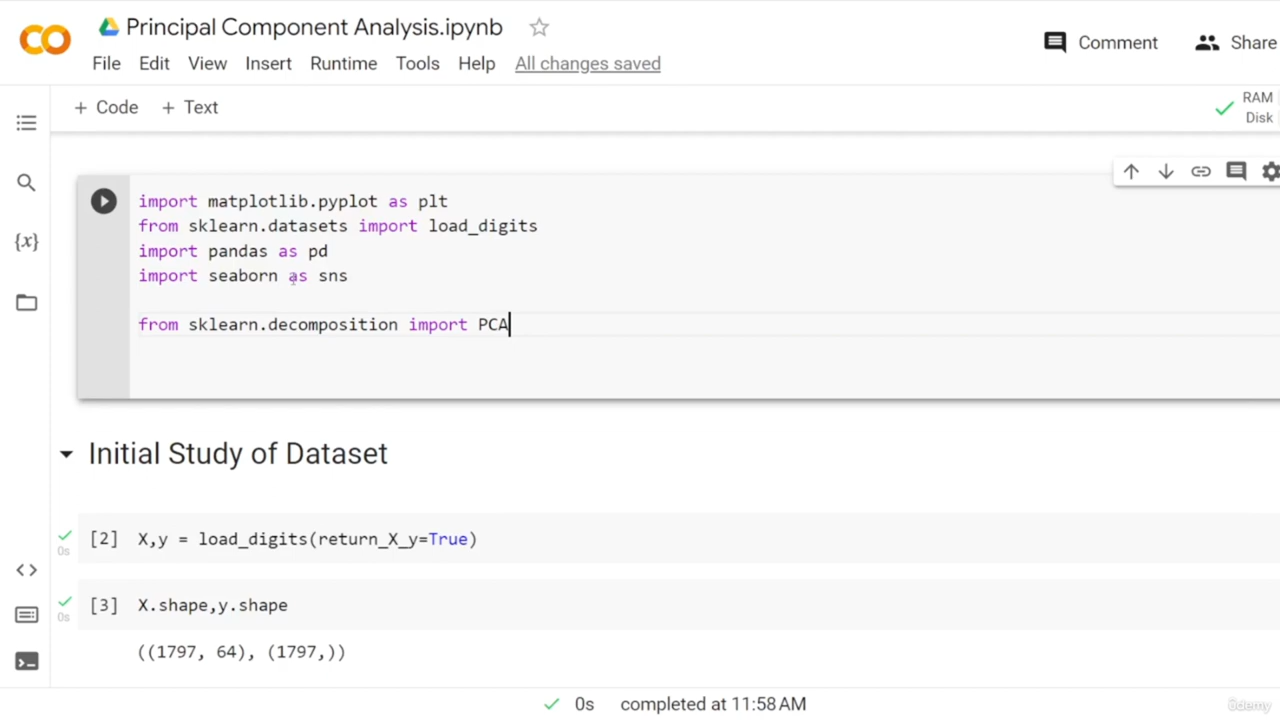 Principal Component Analysis.ipynb
File Edit View Insert Runtime Tools Help All changes saved
Comment Share
+ Code + Text
RAM
Disk
import matplotlib.pyplot as plt
from sklearn.datasets import load_digits
import pandas as pd
import seaborn as sns
from sklearn.decomposition import PCA
Initial Study of Dataset
[2] X,y = load_digits(return_X_y=True)
0s
[3] X.shape,y.shape
0s
((1797, 64), (1797,))
0s completed at 11:58 AM
ûdemy